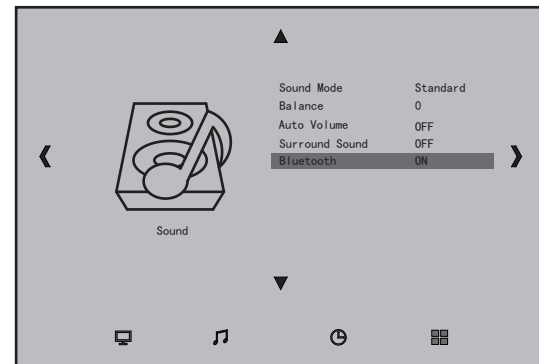 Sound Mode Standard
Balance 0
Auto Volume OFF
Surround Sound OFF
Bluetooth ON
Sound